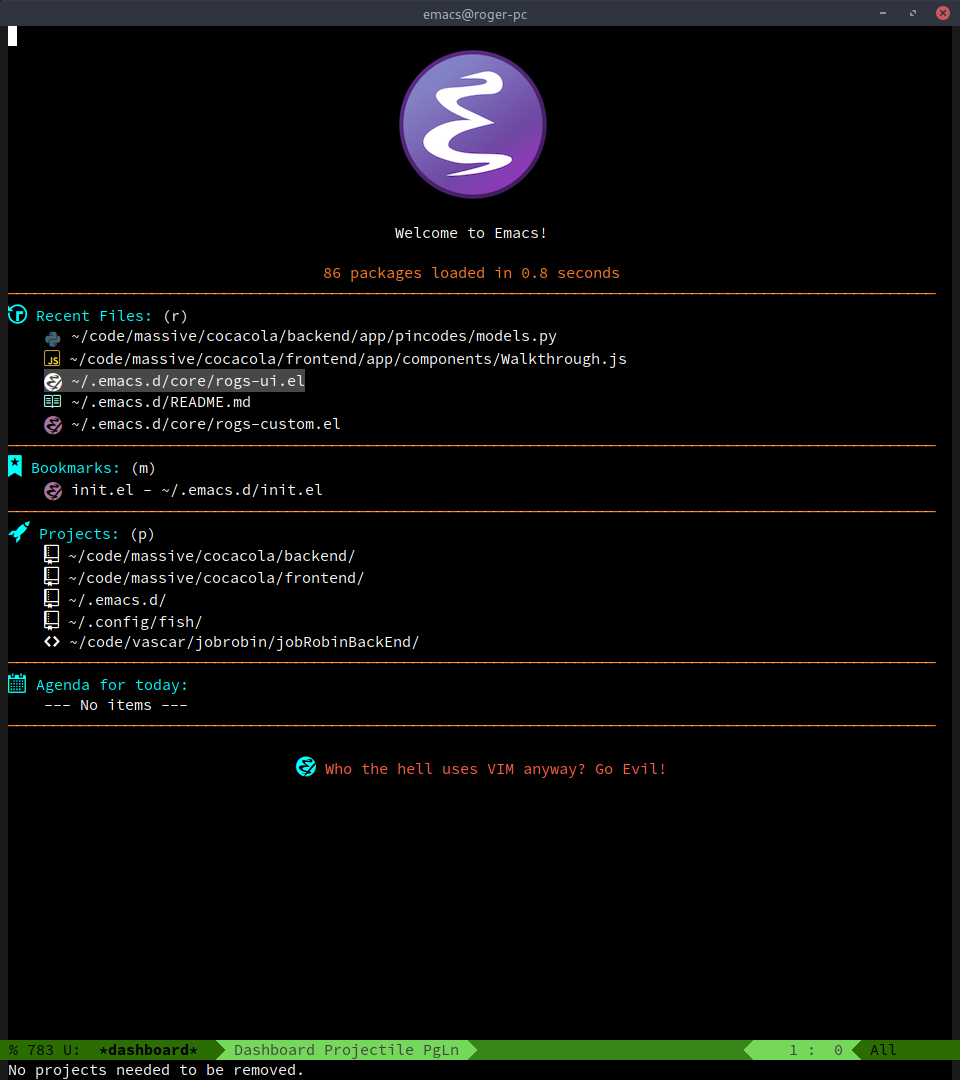 emacs@roger-pc
Welcome to Emacs!
86 packages loaded in 0.8 seconds
Recent Files: (r)
~/code/massive/cocacola/backend/app/pincodes/models.py
JS ~/code/massive/cocacola/frontend/app/components/Walkthrough.js
~/.emacs.d/core/rogs-ui.el
~/.emacs.d/README.md
~/.emacs.d/core/rogs-custom.el
Bookmarks: (m)
init.el - ~/.emacs.d/init.el
Projects: (p)
~/code/massive/cocacola/backend/
~/code/massive/cocacola/frontend/
~/.emacs.d/
~/.config/fish/
~/code/vascar/jobrobin/jobRobinBackEnd/
Agenda for today:
--- No items ---
Who the hell uses VIM anyway? Go Evil!
% 783 U: *dashboard* Dashboard Projectile PgLn 1 : 0 All
No projects needed to be removed.